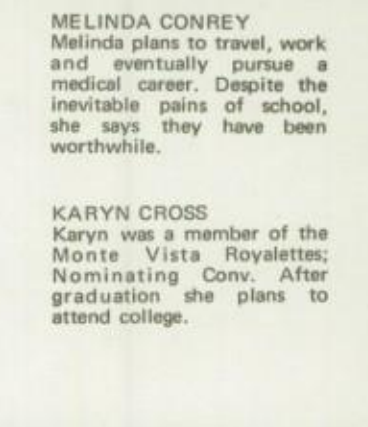 MELINDA CONREY
Melinda plans to travel, work
and eventually pursue a
medical career. Despite the
inevitable pains of school,
she says they have been
worthwhile.
KARYN CROSS
Karyn was a member of the
Monte Vista Royalettes;
Nominating Conv. After
graduation she plans to
attend college.